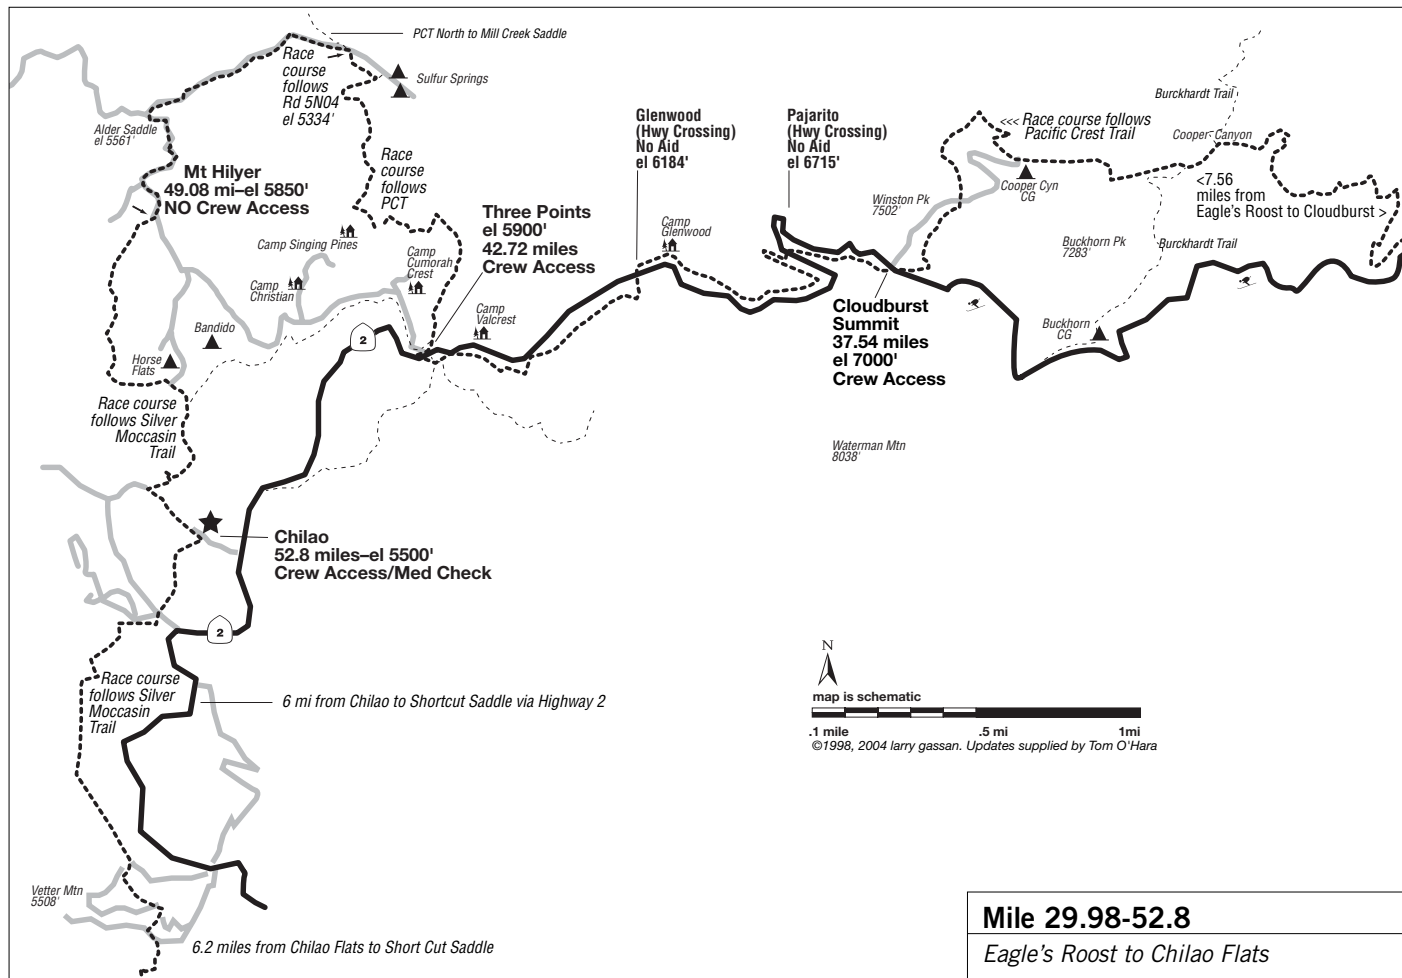 PCT North to Mill Creek Saddle
Race
course
follows
Rd 5N04
el 5334'
Sulfur Springs
Alder Saddle
el 5561'
Mt Hilyer
49.08 mi–el 5850'
NO Crew Access
Race
course
follows
PCT
Camp Singing Pines
Camp
Christian
Camp
Cumorah
Crest
Three Points
el 5900'
42.72 miles
Crew Access
Glenwood
(Hwy Crossing)
No Aid
el 6184'
Pajarito
(Hwy Crossing)
No Aid
el 6715'
Camp
Glenwood
Camp
Valcrest
Winston Pk
7502'
<<< Race course follows
Pacific Crest Trail
Burckhardt Trail
Cooper Canyon
Cooper Cyn
CG
<7.56
miles from
Eagle's Roost to Cloudburst >
Buckhorn Pk
7283'
Burckhardt Trail
Buckhorn
CG
Cloudburst
Summit
37.54 miles
el 7000'
Crew Access
Waterman Mtn
8038'
Bandido
Horse
Flats
2
Race course
follows Silver
Moccasin
Trail
Chilao
52.8 miles–el 5500'
Crew Access/Med Check
2
Race course
follows Silver
Moccasin
Trail
6 mi from Chilao to Shortcut Saddle via Highway 2
N
map is schematic
.1 mile .5 mi 1mi
©1998, 2004 larry gassan. Updates supplied by Tom O'Hara
Vetter Mtn
5508'
6.2 miles from Chilao Flats to Short Cut Saddle
Mile 29.98-52.8
Eagle's Roost to Chilao Flats